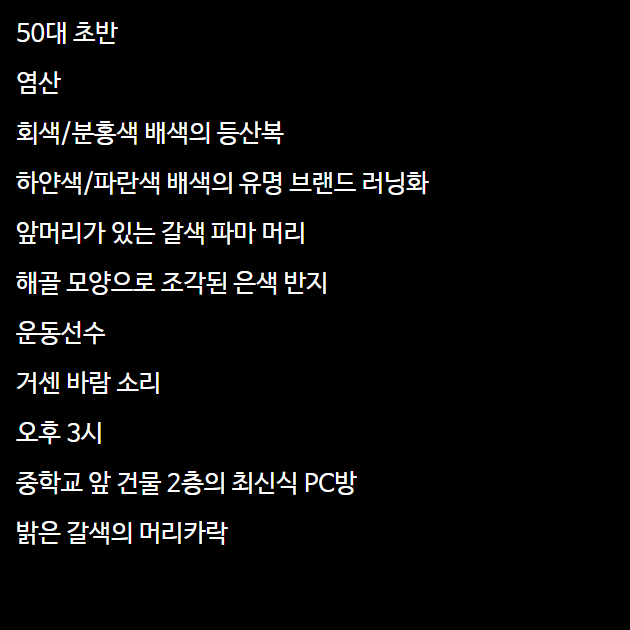 50대 초반
염산
회색/분홍색 배색의 등산복
하얀색/파란색 배색의 유명 브랜드 러닝화
앞머리가 있는 갈색 파마 머리
해골 모양으로 조각된 은색 반지
운동선수
거센 바람 소리
오후 3시
중학교 앞 건물 2층의 최신식 PC방
밝은 갈색의 머리카락